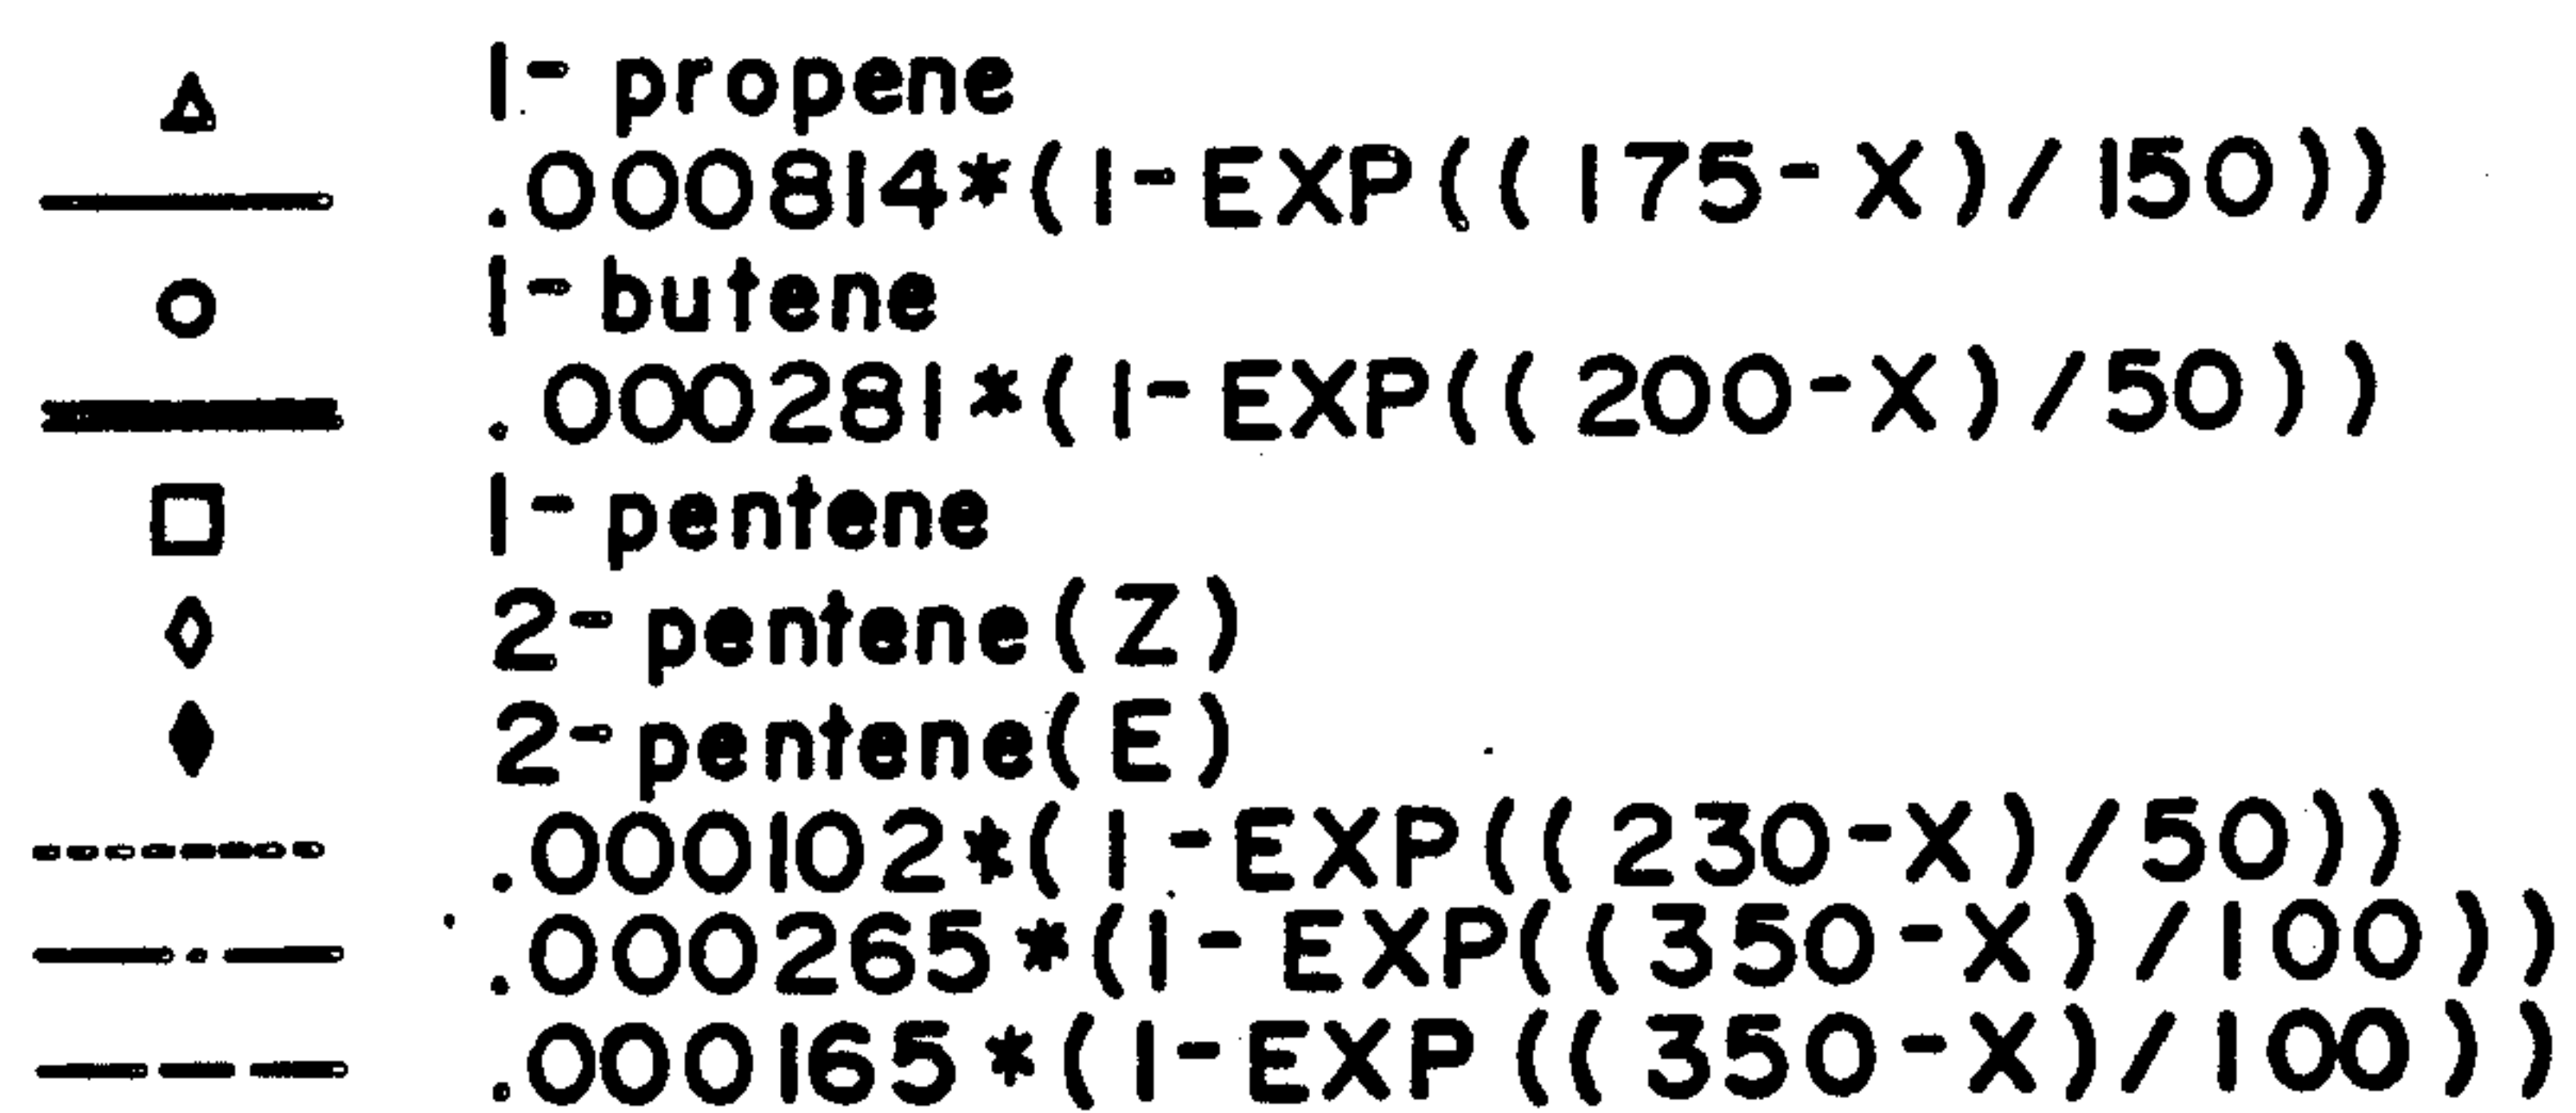 1-propene
.000814*(1-EXP((175-X)/150))
1-butene
.000281*(1-EXP((200-X)/50))
1-pentene
2-pentene(Z)
2-pentene(E)
.000102*(1-EXP((230-X)/50))
.000265*(1-EXP((350-X)/100))
.000165*(1-EXP((350-X)/100))